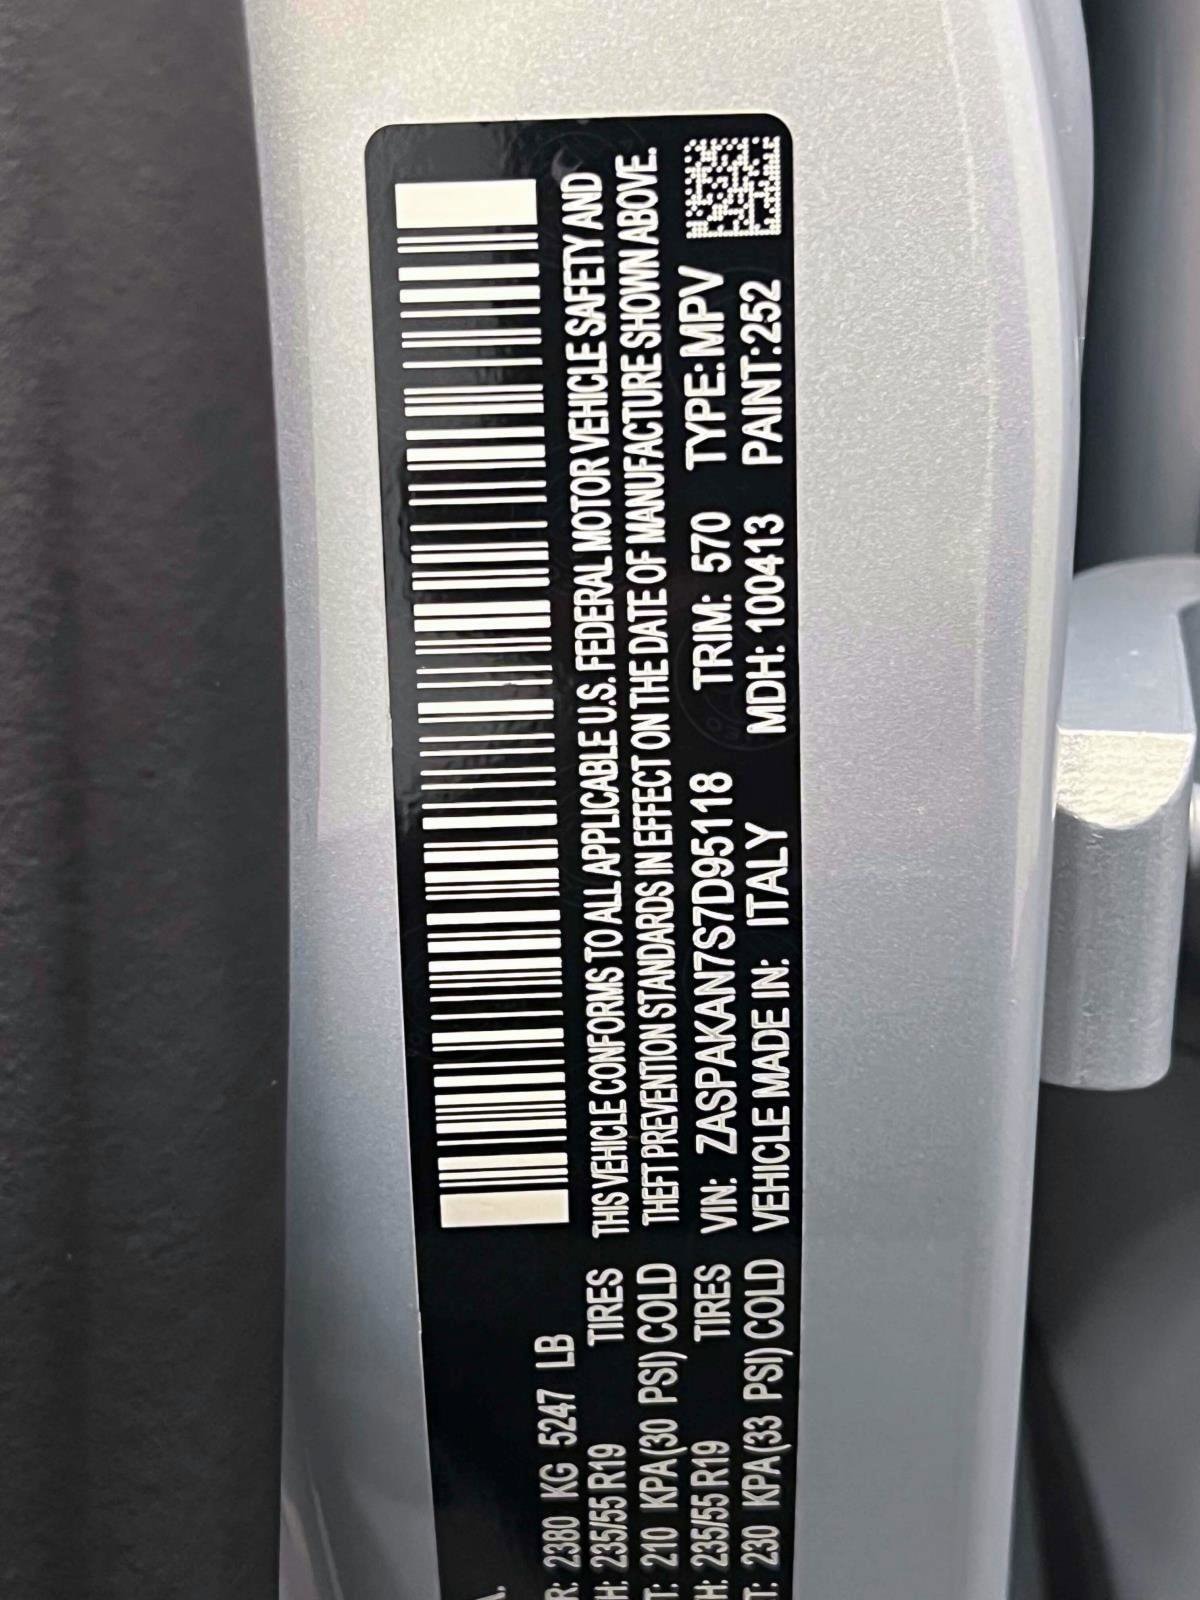 A.
R: 2380 KG 5247 LB
H: 235/55 R19 TIRES
T: 210 KPA(30 PSI) COLD
H: 235/55 R19 TIRES
T: 230 KPA(33 PSI) COLD
THIS VEHICLE CONFORMS TO ALL APPLICABLE U.S. FEDERAL MOTOR VEHICLE SAFETY AND
THEFT PREVENTION STANDARDS IN EFFECT ON THE DATE OF MANUFACTURE SHOWN ABOVE.
VIN: ZASPAKAN7S7D95118 TRIM: 570 TYPE: MPV
VEHICLE MADE IN: ITALY MDH: 100413 PAINT:252